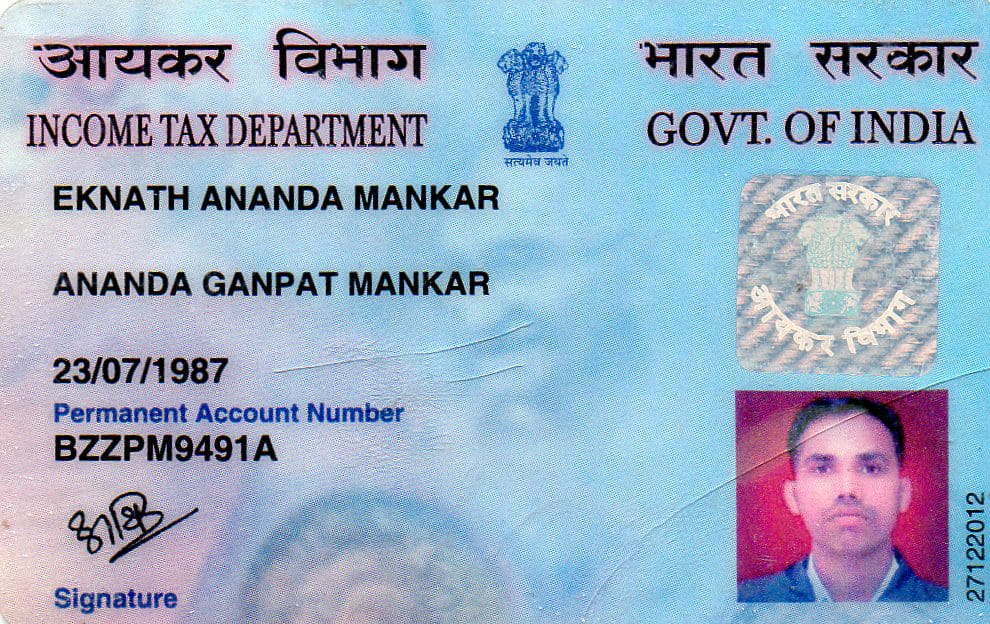 आयकर विभाग
भारत सरकार
INCOME TAX DEPARTMENT
GOVT. OF INDIA
सत्यमेव जयते
EKNATH ANANDA MANKAR
भारत सरकार
आयकर विभाग
ANANDA GANPAT MANKAR
23/07/1987
Permanent Account Number
BZZPM9491A
Signature
27122012